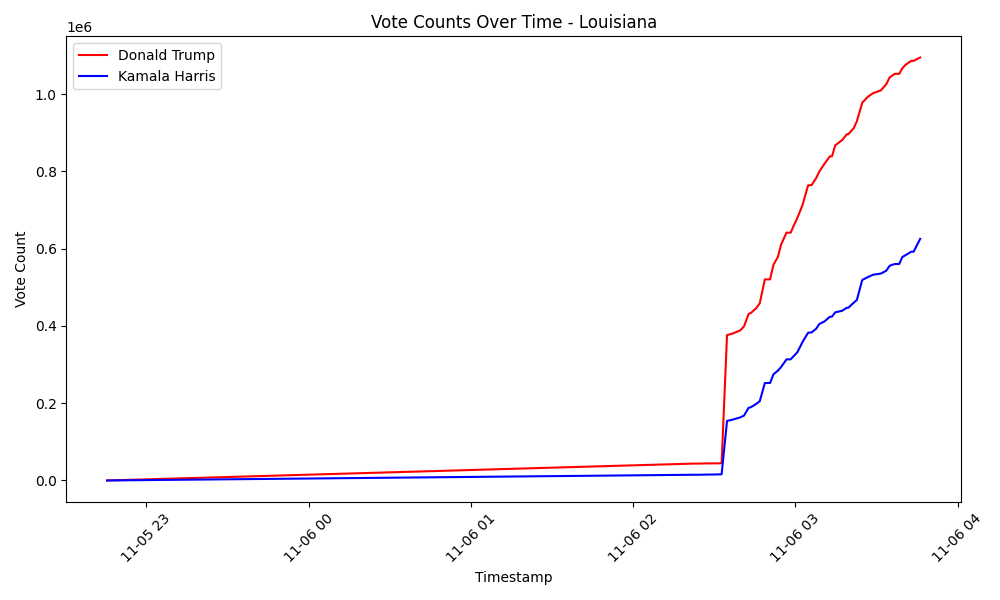 Vote Counts Over Time - Louisiana
1e6
Donald Trump
Kamala Harris
1.0
0.8
0.6
0.4
0.2
0.0
Vote Count
11-05 23
11-06 00
11-06 01
11-06 02
11-06 03
11-06 04
Timestamp